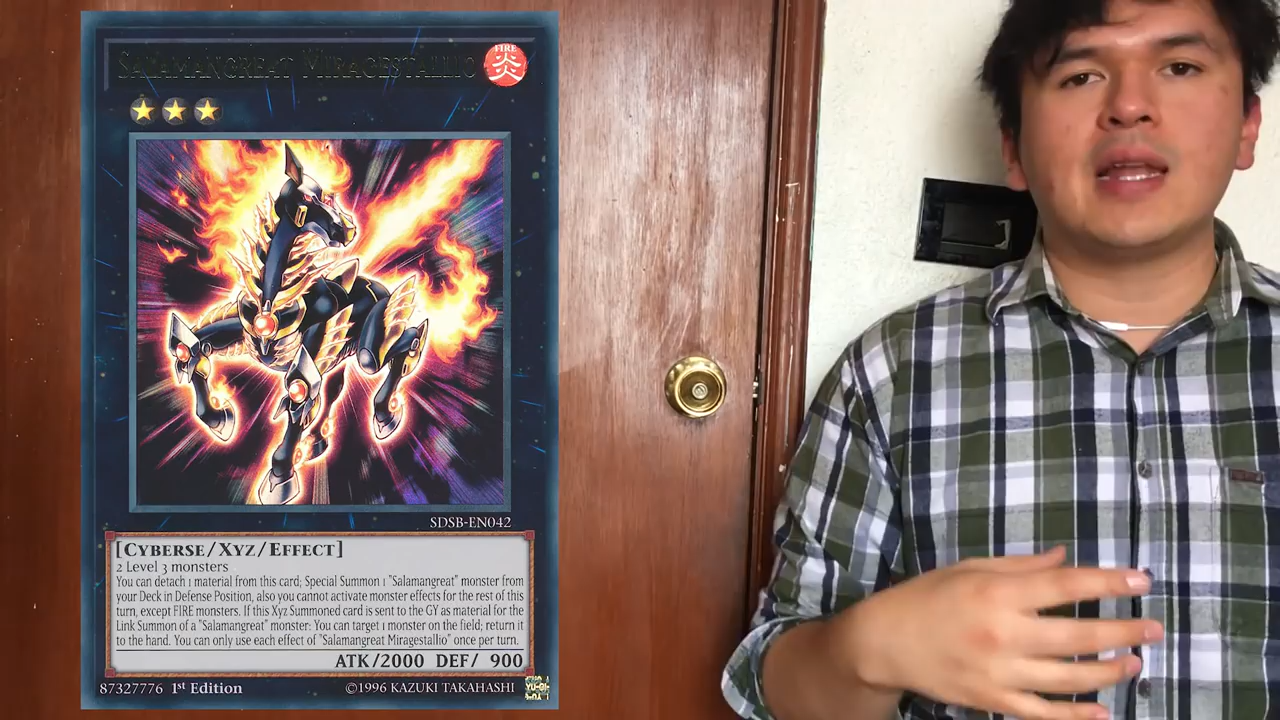 Salamangreat Miragestallio
FIRE
炎
SDSB-EN042
[Cyberse/Xyz/Effect]
2 Level 3 monsters
You can detach 1 material from this card; Special Summon 1 "Salamangreat" monster from
your Deck in Defense Position, also you cannot activate monster effects for the rest of this
turn, except FIRE monsters. If this Xyz Summoned card is sent to the GY as material for the
Link Summon of a "Salamangreat" monster: You can target 1 monster on the field; return it
to the hand. You can only use each effect of "Salamangreat Miragestallio" once per turn.
ATK/2000 DEF/ 900
87327776 1st Edition ©1996 KAZUKI TAKAHASHI